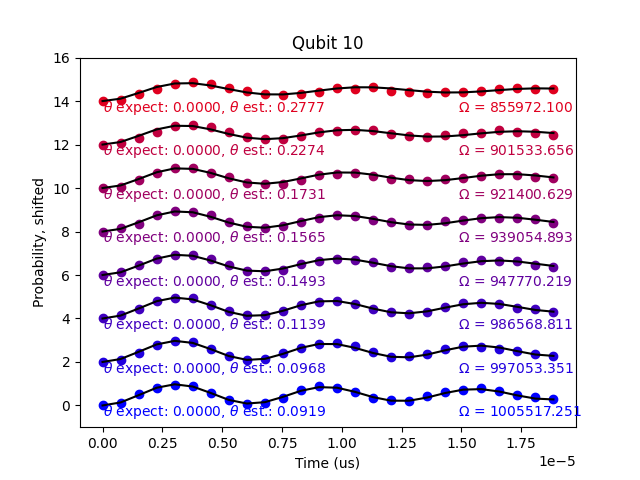 Qubit 10
16
14
12
10
8
6
4
2
0
Probability, shifted
θ expect: 0.0000, θ est.: 0.2777 Ω = 855972.100
θ expect: 0.0000, θ est.: 0.2274 Ω = 901533.656
θ expect: 0.0000, θ est.: 0.1731 Ω = 921400.629
θ expect: 0.0000, θ est.: 0.1565 Ω = 939054.893
θ expect: 0.0000, θ est.: 0.1493 Ω = 947770.219
θ expect: 0.0000, θ est.: 0.1139 Ω = 986568.811
θ expect: 0.0000, θ est.: 0.0968 Ω = 997053.351
θ expect: 0.0000, θ est.: 0.0919 Ω = 1005517.251
0.00 0.25 0.50 0.75 1.00 1.25 1.50 1.75
1e−5
Time (us)